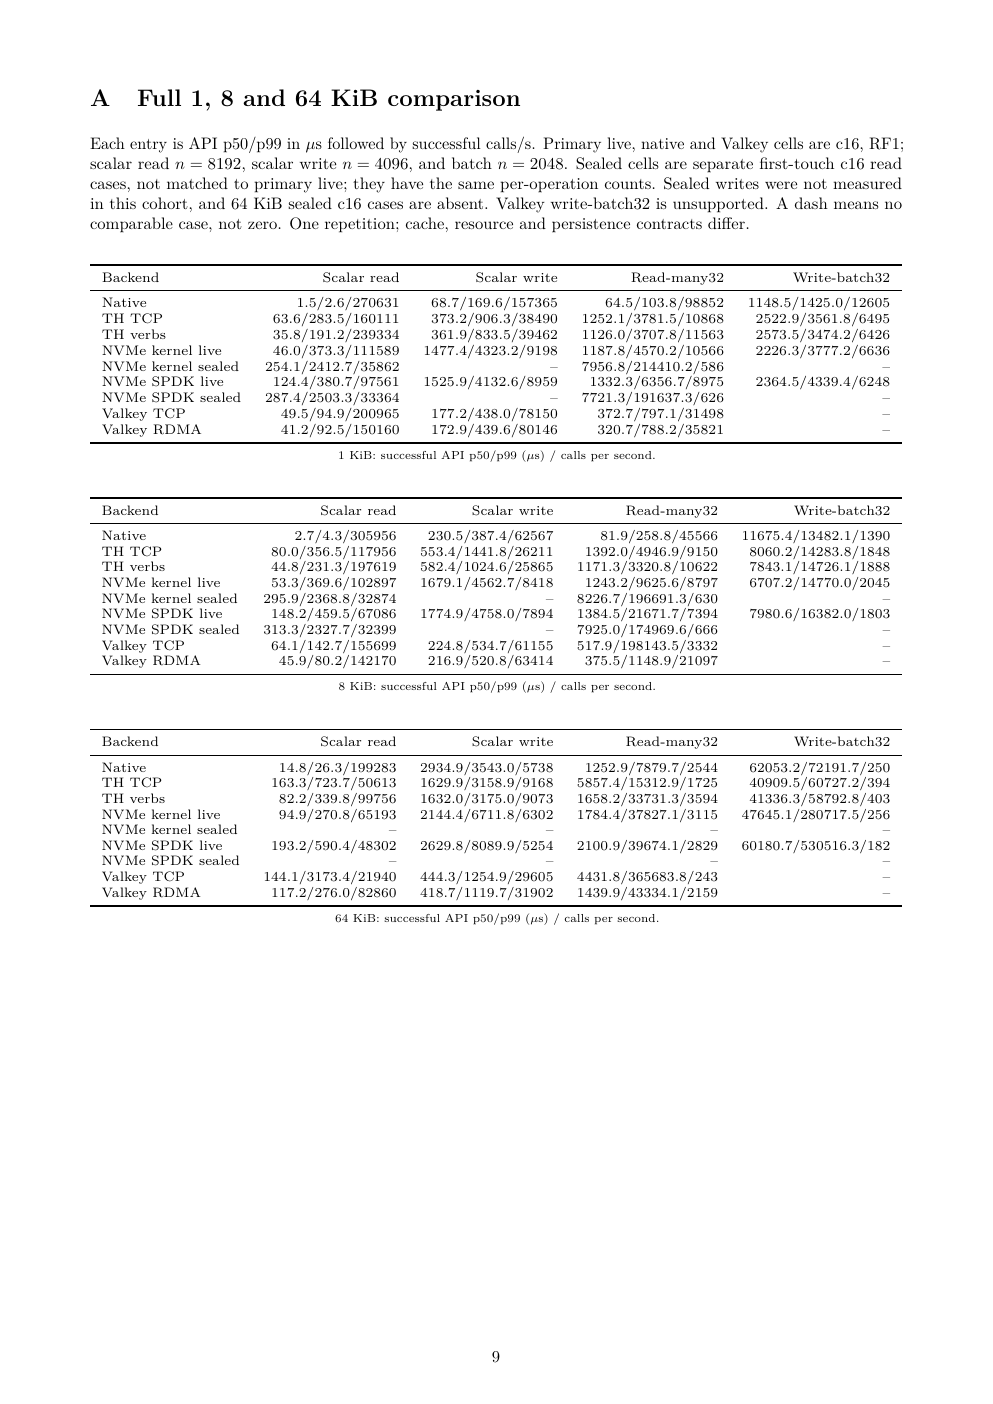 A Full 1, 8 and 64 KiB comparison
Each entry is API p50/p99 in μs followed by successful calls/s. Primary live, native and Valkey cells are c16, RF1;
scalar read n = 8192, scalar write n = 4096, and batch n = 2048. Sealed cells are separate first-touch c16 read
cases, not matched to primary live; they have the same per-operation counts. Sealed writes were not measured
in this cohort, and 64 KiB sealed c16 cases are absent. Valkey write-batch32 is unsupported. A dash means no
comparable case, not zero. One repetition; cache, resource and persistence contracts differ.
Backend Scalar read Scalar write Read-many32 Write-batch32
Native 1.5/2.6/270631 68.7/169.6/157365 64.5/103.8/98852 1148.5/1425.0/12605
TH TCP 63.6/283.5/160111 373.2/906.3/38490 1252.1/3781.5/10868 2522.9/3561.8/6495
TH verbs 35.8/191.2/239334 361.9/833.5/39462 1126.0/3707.8/11563 2573.5/3474.2/6426
NVMe kernel live 46.0/373.3/111589 1477.4/4323.2/9198 1187.8/4570.2/10566 2226.3/3777.2/6636
NVMe kernel sealed 254.1/2412.7/35862 – 7956.8/214410.2/586 –
NVMe SPDK live 124.4/380.7/97561 1525.9/4132.6/8959 1332.3/6356.7/8975 2364.5/4339.4/6248
NVMe SPDK sealed 287.4/2503.3/33364 – 7721.3/191637.3/626 –
Valkey TCP 49.5/94.9/200965 177.2/438.0/78150 372.7/797.1/31498 –
Valkey RDMA 41.2/92.5/150160 172.9/439.6/80146 320.7/788.2/35821 –
1 KiB: successful API p50/p99 (μs) / calls per second.
Backend Scalar read Scalar write Read-many32 Write-batch32
Native 2.7/4.3/305956 230.5/387.4/62567 81.9/258.8/45566 11675.4/13482.1/1390
TH TCP 80.0/356.5/117956 553.4/1441.8/26211 1392.0/4946.9/9150 8060.2/14283.8/1848
TH verbs 44.8/231.3/197619 582.4/1024.6/25865 1171.3/3320.8/10622 7843.1/14726.1/1888
NVMe kernel live 53.3/369.6/102897 1679.1/4562.7/8418 1243.2/9625.6/8797 6707.2/14770.0/2045
NVMe kernel sealed 295.9/2368.8/32874 – 8226.7/196691.3/630 –
NVMe SPDK live 148.2/459.5/67086 1774.9/4758.0/7894 1384.5/21671.7/7394 7980.6/16382.0/1803
NVMe SPDK sealed 313.3/2327.7/32399 – 7925.0/174969.6/666 –
Valkey TCP 64.1/142.7/155699 224.8/534.7/61155 517.9/198143.5/3332 –
Valkey RDMA 45.9/80.2/142170 216.9/520.8/63414 375.5/1148.9/21097 –
8 KiB: successful API p50/p99 (μs) / calls per second.
Backend Scalar read Scalar write Read-many32 Write-batch32
Native 14.8/26.3/199283 2934.9/3543.0/5738 1252.9/7879.7/2544 62053.2/72191.7/250
TH TCP 163.3/723.7/50613 1629.9/3158.9/9168 5857.4/15312.9/1725 40909.5/60727.2/394
TH verbs 82.2/339.8/99756 1632.0/3175.0/9073 1658.2/33731.3/3594 41336.3/58792.8/403
NVMe kernel live 94.9/270.8/65193 2144.4/6711.8/6302 1784.4/37827.1/3115 47645.1/280717.5/256
NVMe kernel sealed – – – –
NVMe SPDK live 193.2/590.4/48302 2629.8/8089.9/5254 2100.9/39674.1/2829 60180.7/530516.3/182
NVMe SPDK sealed – – – –
Valkey TCP 144.1/3173.4/21940 444.3/1254.9/29605 4431.8/365683.8/243 –
Valkey RDMA 117.2/276.0/82860 418.7/1119.7/31902 1439.9/43334.1/2159 –
64 KiB: successful API p50/p99 (μs) / calls per second.
9